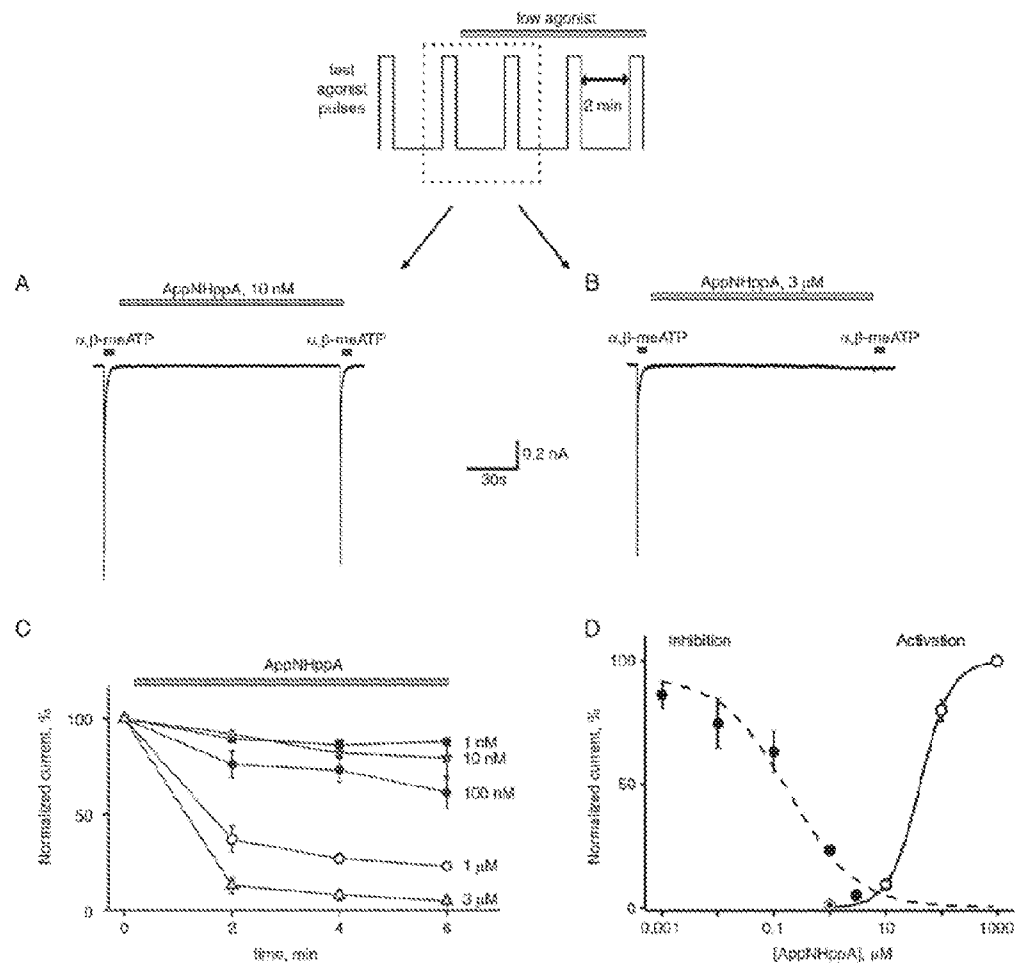 low agonist
test
agonist
pulses
2 min
A
AppNHppA, 10 nM
α,β-meATP
α,β-meATP
B
AppNHppA, 3 μM
α,β-meATP
α,β-meATP
0.2 nA
30s
C
AppNHppA
Normalized current, %
100
50
0
1 nM
10 nM
100 nM
1 μM
3 μM
0
2
4
6
time, min
D
Inhibition
Activation
Normalized current, %
100
50
0
0.001
0.1
10
1000
[AppNHppA], μM